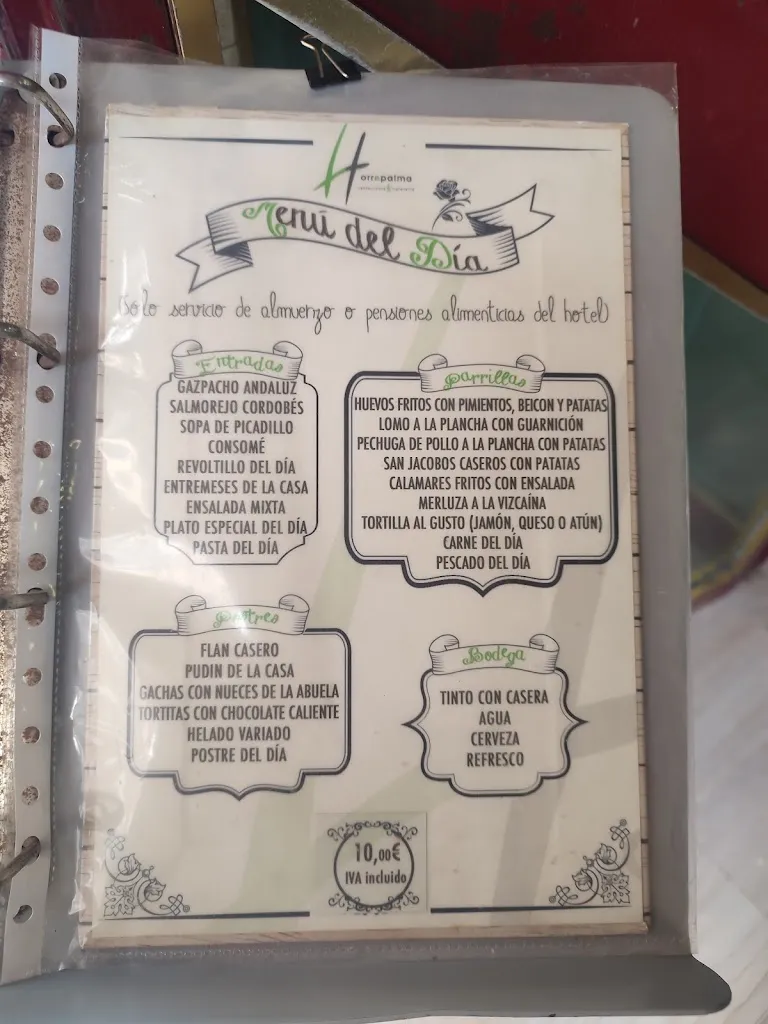 Horropalma
Menú del Día
(Solo servicio de almuerzo o pensiones alimenticias del hotel)
Entradas
GAZPACHO ANDALUZ
SALMOREJO CORDOBÉS
SOPA DE PICADILLO
CONSOMÉ
REVOLTILLO DEL DÍA
ENTREMESES DE LA CASA
ENSALADA MIXTA
PLATO ESPECIAL DEL DÍA
PASTA DEL DÍA
Parrillas
HUEVOS FRITOS CON PIMIENTOS, BEICON Y PATATAS
LOMO A LA PLANCHA CON GUARNICIÓN
PECHUGA DE POLLO A LA PLANCHA CON PATATAS
SAN JACOBOS CASEROS CON PATATAS
CALAMARES FRITOS CON ENSALADA
MERLUZA A LA VIZCAÍNA
TORTILLA AL GUSTO (JAMÓN, QUESO O ATÚN)
CARNE DEL DÍA
PESCADO DEL DÍA
Postres
FLAN CASERO
PUDIN DE LA CASA
GACHAS CON NUECES DE LA ABUELA
TORTITAS CON CHOCOLATE CALIENTE
HELADO VARIADO
POSTRE DEL DÍA
Bodega
TINTO CON CASERA
AGUA
CERVEZA
REFRESCO
10,00€
IVA incluido